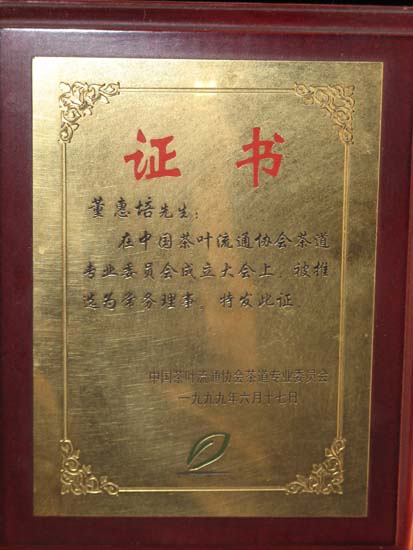 证书
董惠培先生：
在中国茶叶流通协会茶道
专业委员会成立大会上，被推
选为常务理事，特发此证
中国茶叶流通协会茶道专业委员会
一九九九年六月十七日